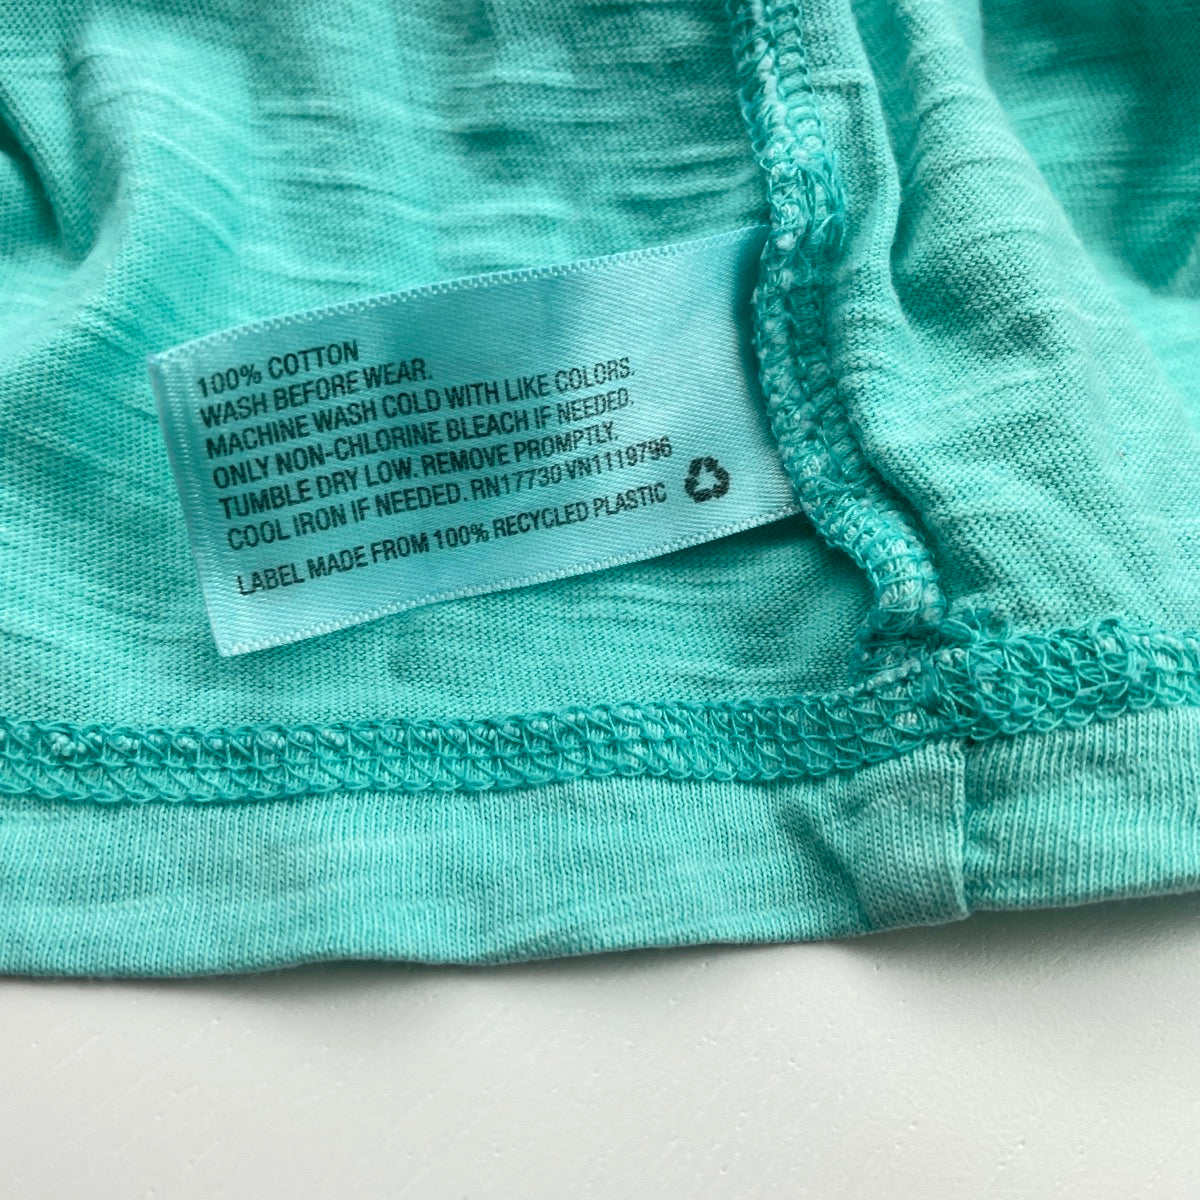 100% COTTON
WASH BEFORE WEAR.
MACHINE WASH COLD WITH LIKE COLORS.
ONLY NON-CHLORINE BLEACH IF NEEDED.
TUMBLE DRY LOW. REMOVE PROMPTLY.
COOL IRON IF NEEDED. RN17730 VN1119796
LABEL MADE FROM 100% RECYCLED PLASTIC